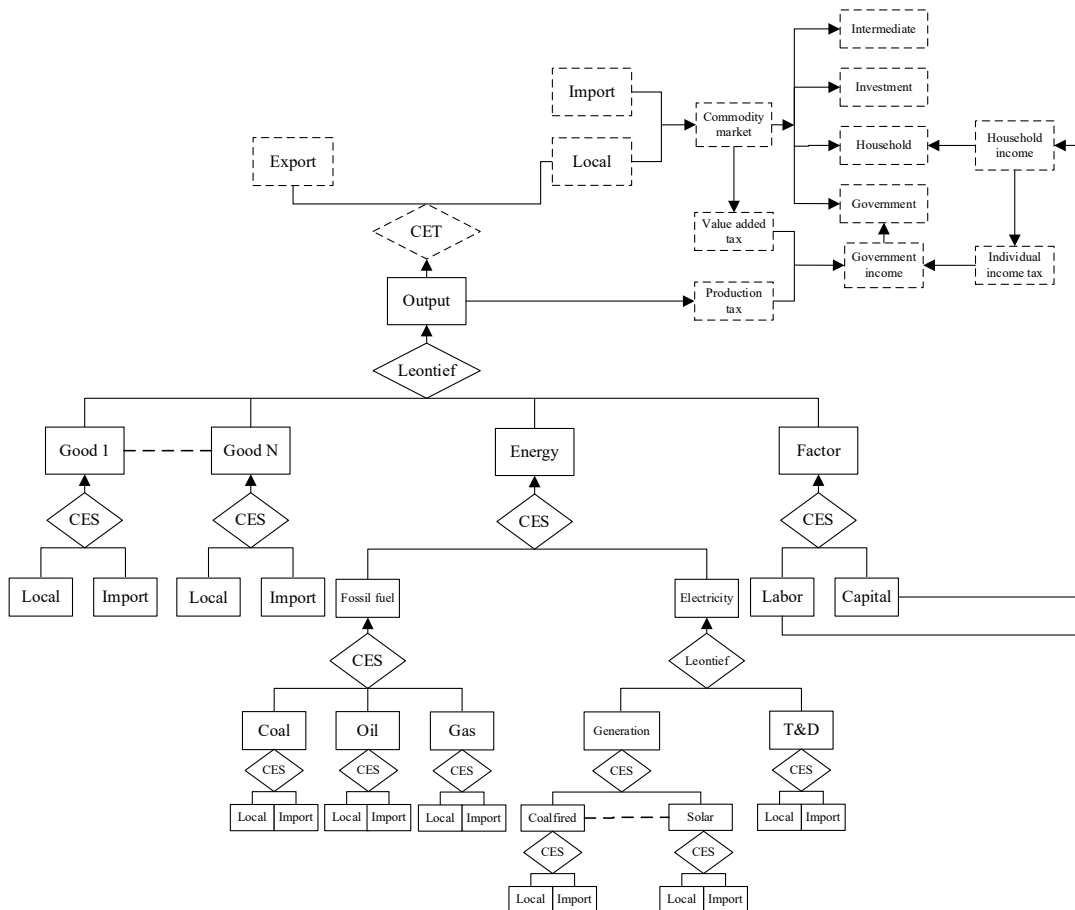 Intermediate
Import
Investment
Commodity
market
Export
Local
Household
Household
income
Government
CET
Value added
tax
Government
income
Individual
income tax
Output
Production
tax
Leontief
Good 1
Good N
Energy
Factor
CES
CES
CES
CES
Local
Import
Local
Import
Fossil fuel
Electricity
Labor
Capital
CES
Leontief
Coal
Oil
Gas
Generation
T&D
CES
CES
CES
CES
CES
Local
Import
Local
Import
Local
Import
Coalfired
Solar
Local
Import
CES
CES
Local
Import
Local
Import